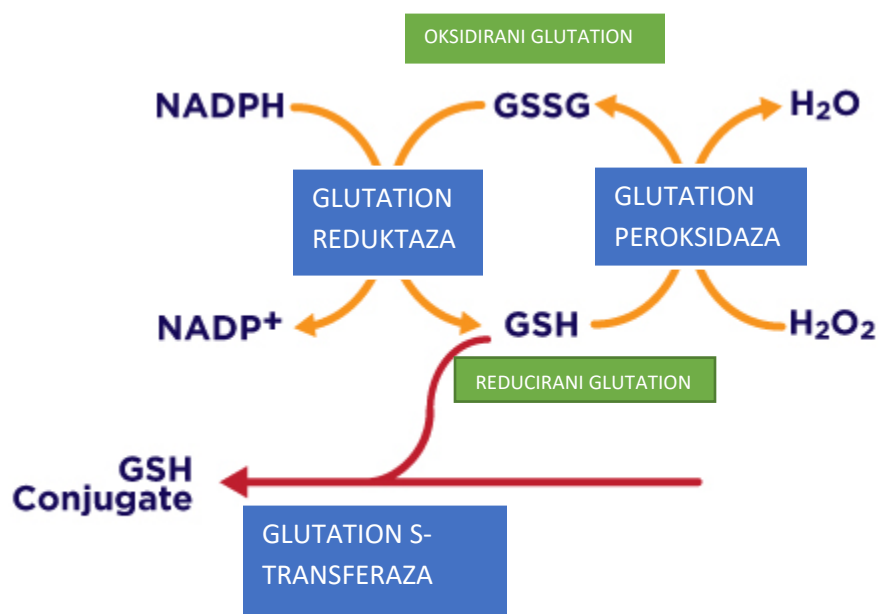 OKSIDIRANI GLUTATION
NADPH
GSSG
H₂O
GLUTATION
REDUKTAZA
GLUTATION
PEROKSIDAZA
NADP⁺
GSH
H₂O₂
REDUCIRANI GLUTATION
GSH
Conjugate
GLUTATION S-
TRANSFERAZA